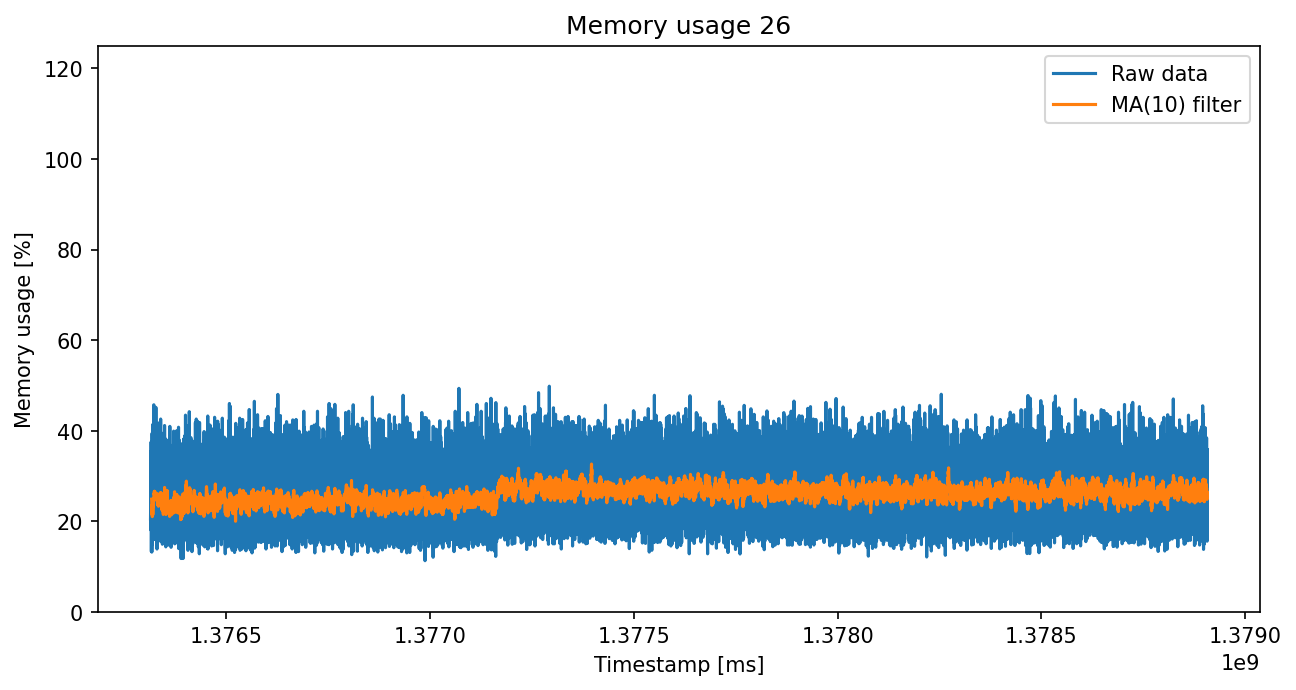 Memory usage 26
Raw data
MA(10) filter
Memory usage [%]
120
100
80
60
40
20
0
1.3765 1.3770 1.3775 1.3780 1.3785 1.3790
1e9
Timestamp [ms]